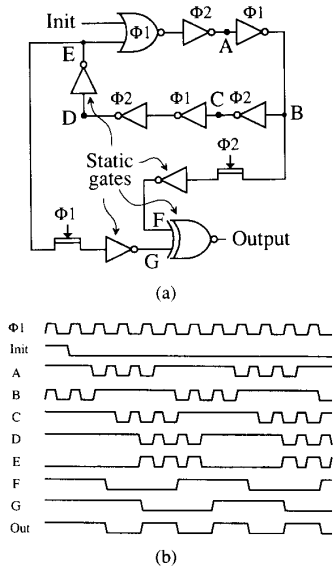 Init
Φ1
Φ2
A
Φ1
E
D
Φ2
Φ1
C
Φ2
B
Static
gates
Φ2
Φ1
F
G
Output
(a)
Φ1
Init
A
B
C
D
E
F
G
Out
(b)